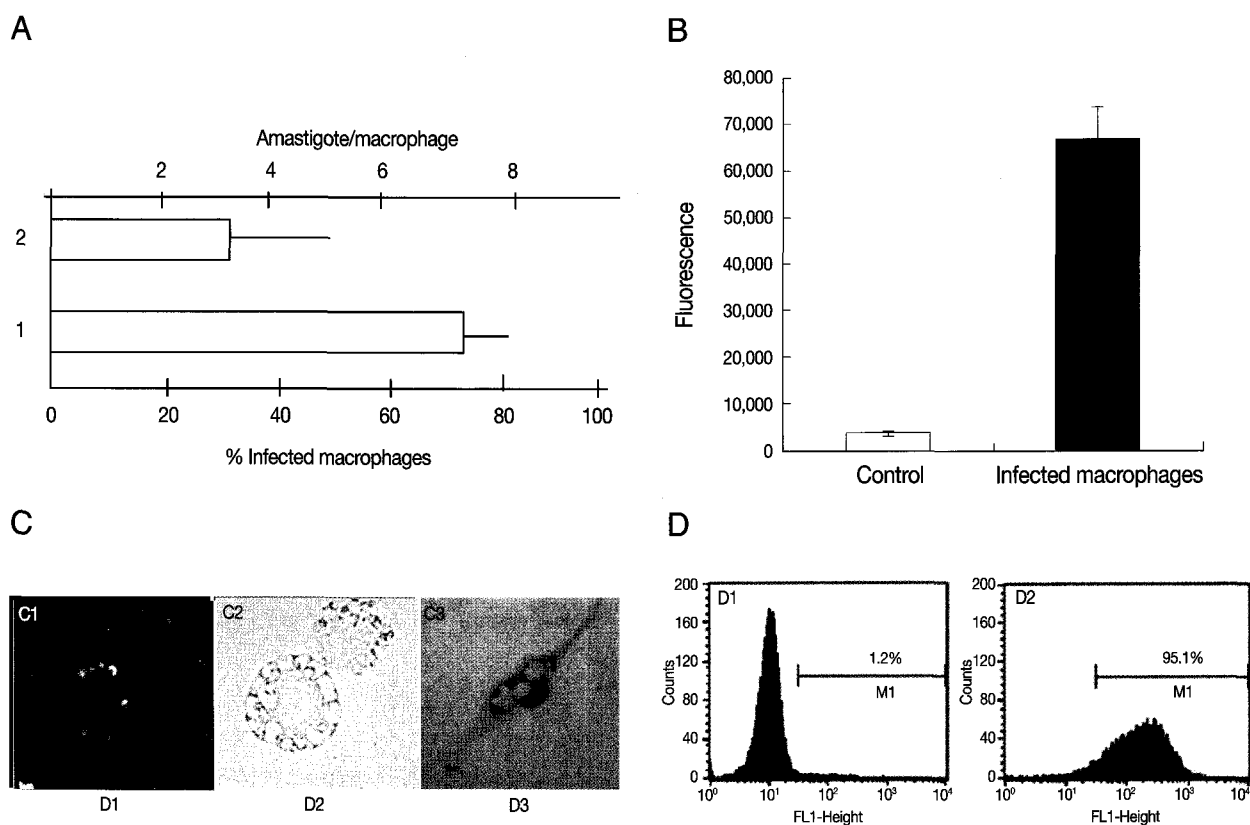 A
Amastigote/macrophage
2 4 6 8
2
1
0 20 40 60 80 100
% Infected macrophages
B
80,000
70,000
60,000
50,000
40,000
30,000
20,000
10,000
0
Fluorescence
Control Infected macrophages
C
C1 C2 C3
D1 D2 D3
D
D1
200
160
120
80
40
0
Counts
1.2%
M1
10⁰ 10¹ 10² 10³ 10⁴
FL1-Height
D2
200
160
120
80
40
0
Counts
95.1%
M1
10⁰ 10¹ 10² 10³ 10⁴
FL1-Height